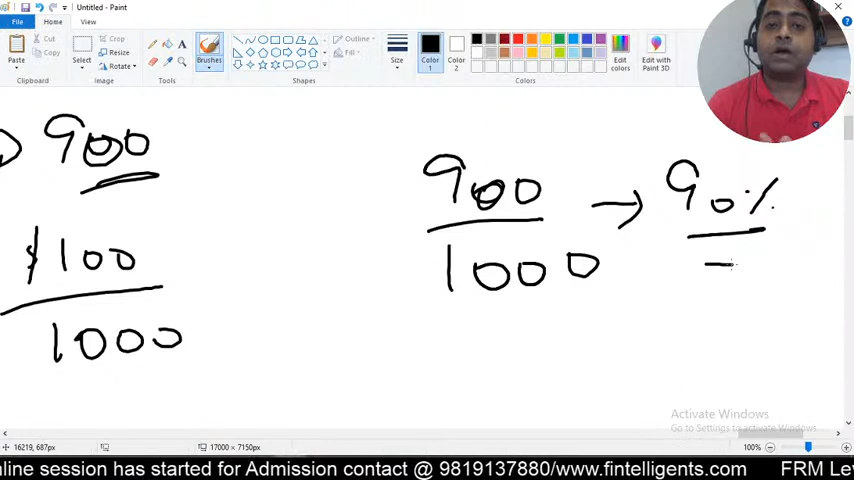 Untitled - Paint
File
Home
View
Paste
Cut
Copy
Clipboard
Select
Crop
Resize
Rotate
Image
A
Tools
Brushes
Outline
Fill
Shapes
Size
Color 1
Color 2
Colors
Edit colors
Edit with Paint 3D
900
$100
1000
900
1000
→ 90%
Activate Windows
Go to Settings to activate Windows
16219, 687px
17000 × 7150px
100%
nline session has started for Admission contact @ 9819137880/www.fintelligents.com
FRM Le